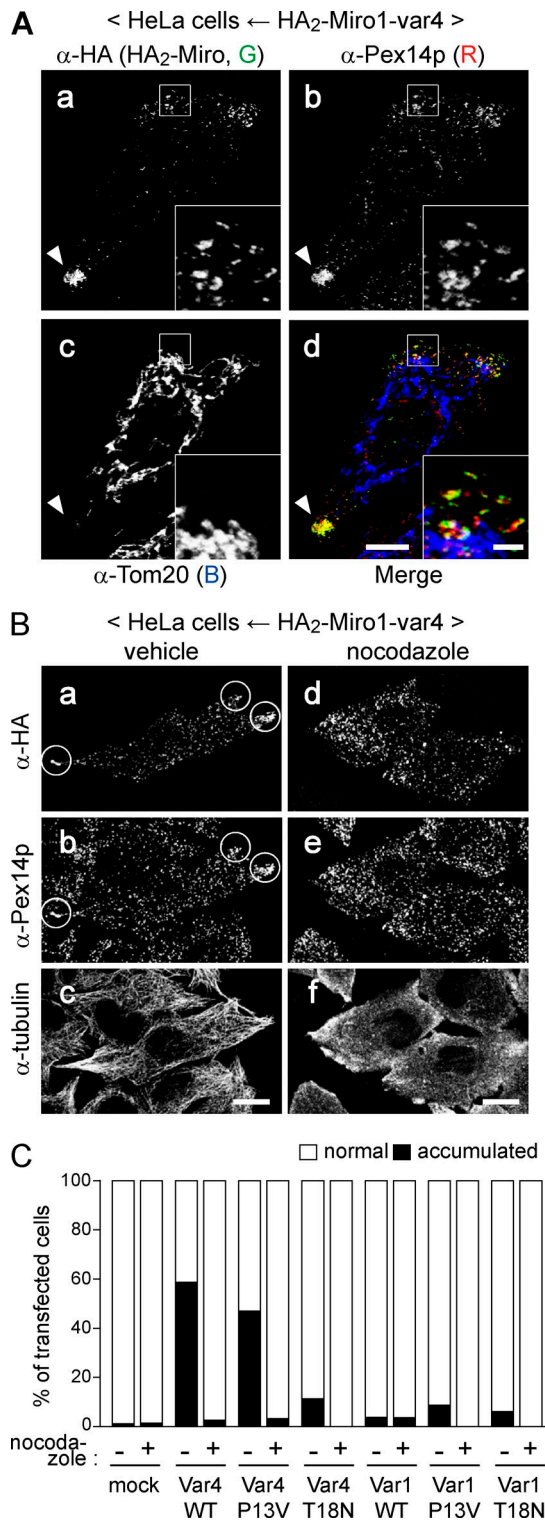 A
< HeLa cells ← HA2-Miro1-var4 >
α-HA (HA2-Miro, G)
α-Pex14p (R)
a
b
c
d
α-Tom20 (B)
Merge
B
< HeLa cells ← HA2-Miro1-var4 >
vehicle
nocodazole
α-HA
a
d
α-Pex14p
b
e
α-tubulin
c
f
C
normal accumulated
% of transfected cells
100
80
60
40
20
0
nocoda-
zole :
- + - + - + - + - + - + - +
mock Var4 Var4 Var4 Var1 Var1 Var1
WT P13V T18N WT P13V T18N